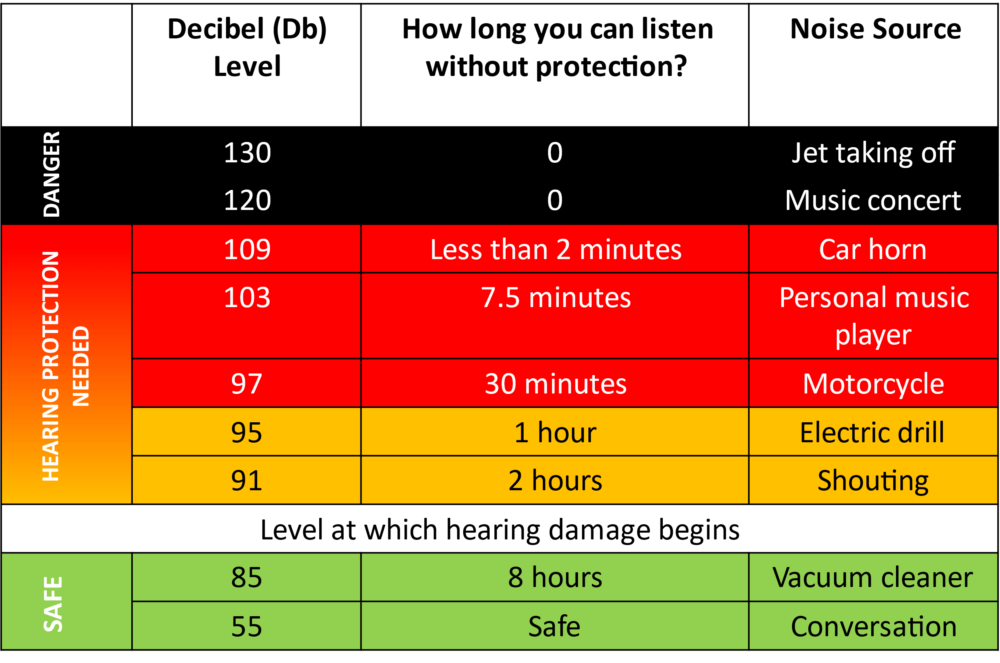 Decibel (Db)
Level
How long you can listen
without protection?
Noise Source
DANGER
130
0
Jet taking off
120
0
Music concert
HEARING PROTECTION
NEEDED
109
Less than 2 minutes
Car horn
103
7.5 minutes
Personal music
player
97
30 minutes
Motorcycle
95
1 hour
Electric drill
91
2 hours
Shouting
Level at which hearing damage begins
SAFE
85
8 hours
Vacuum cleaner
55
Safe
Conversation